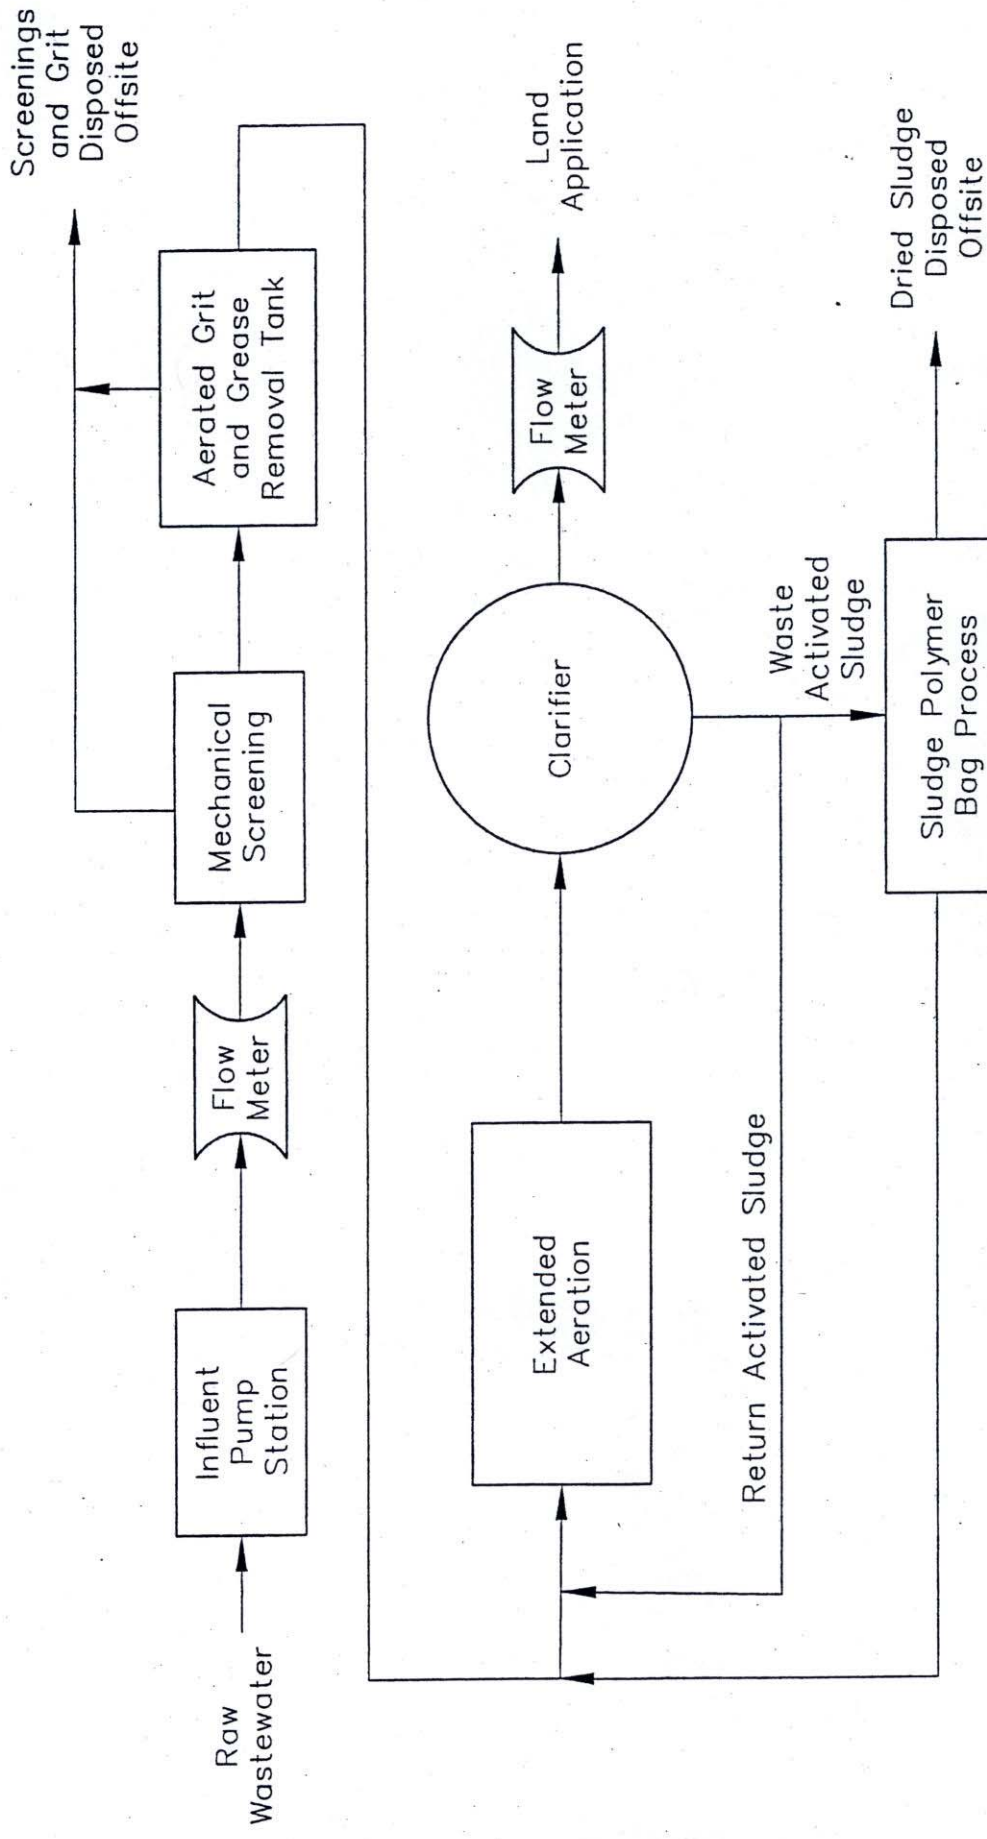 Raw
Wastewater
Influent
Pump
Station
Flow
Meter
Mechanical
Screening
Aerated Grit
and Grease
Removal Tank
Screenings
and Grit
Disposed
Offsite
Extended
Aeration
Clarifier
Flow
Meter
Land
Application
Return Activated Sludge
Waste
Activated
Sludge
Sludge Polymer
Bag Process
Dried Sludge
Disposed
Offsite